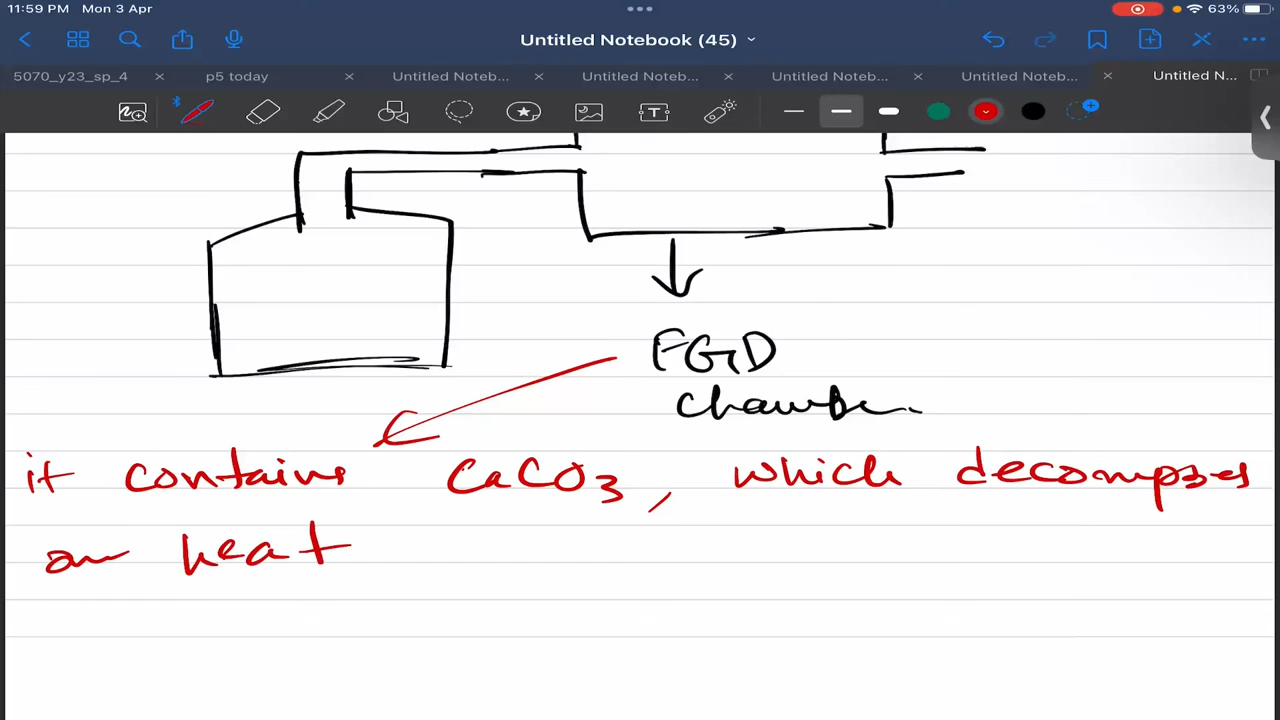 11:59 PM Mon 3 Apr
63%
Untitled Notebook (45)
5070_y23_sp_4
p5 today
Untitled Noteb...
Untitled Noteb...
Untitled Noteb...
Untitled Noteb...
Untitled N...
FGD
chamber
it contains CaCO3, which decomposes
on heat